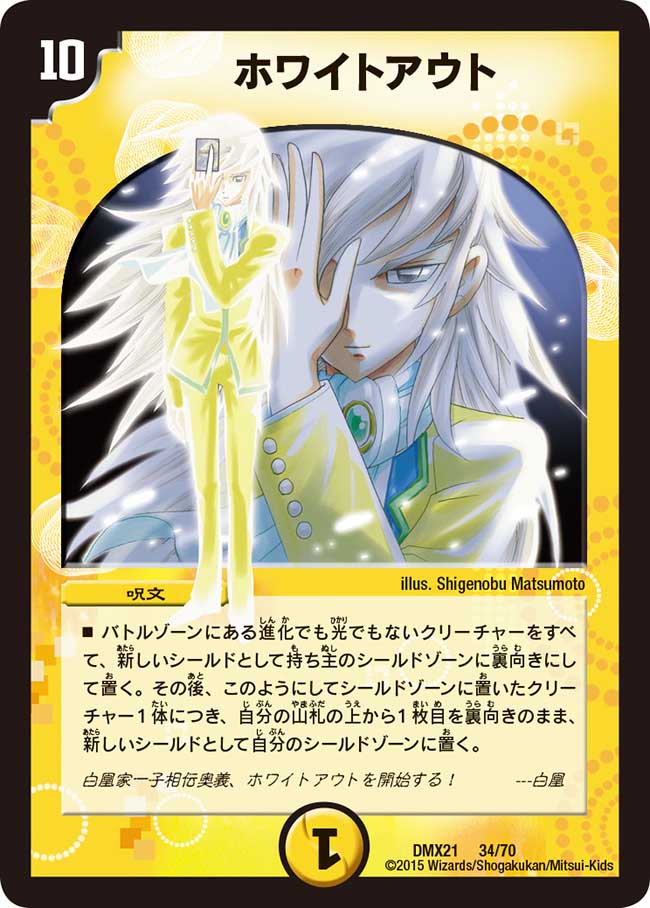 10
ホワイトアウト
illus. Shigenobu Matsumoto
呪文
■ バトルゾーンにある進化でも光でもないクリーチャーをすべ
て、新しいシールドとして持ち主のシールドゾーンに裏向きにし
て置く。その後、このようにしてシールドゾーンに置いたクリー
チャー1体につき、自分の山札の上から1枚目を裏向きのまま、
新しいシールドとして自分のシールドゾーンに置く。
白凰家一子相伝奥義、ホワイトアウトを開始する! ---白凰
1
DMX21 34/70
©2015 Wizards/Shogakukan/Mitsui-Kids